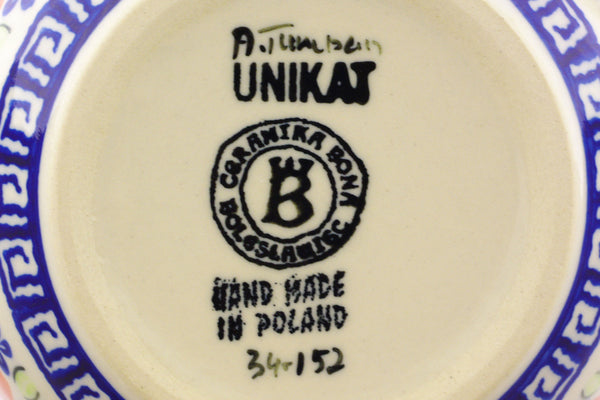 UNIKAT
CERAMIKA BONA
B
BOLESŁAWIEC
HAND MADE
IN POLAND
34-152